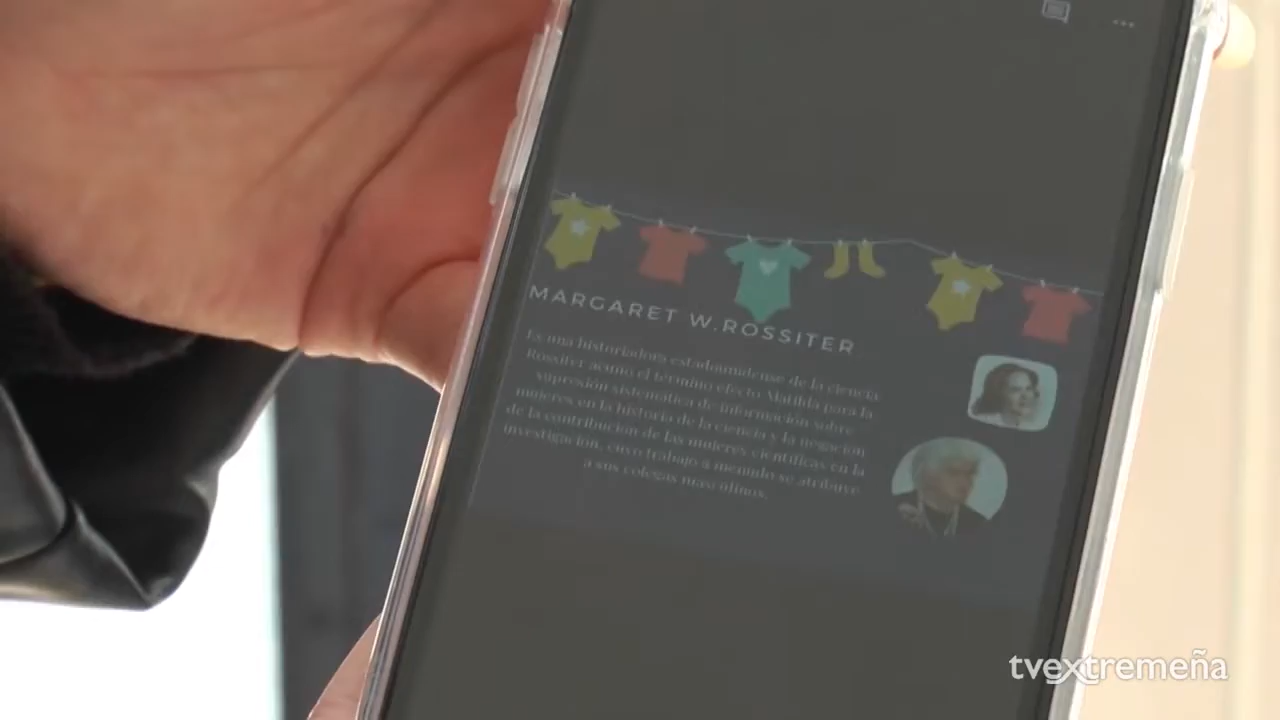 MARGARET W.ROSSITER
Es una historiadora estadounidense de la ciencia.
Rossiter acuñó el término efecto Matilda para la
supresión sistemática de información sobre
mujeres en la historia de la ciencia y la negación
de la contribución de las mujeres científicas en la
investigación, cuyo trabajo a menudo se atribuye
a sus colegas masculinos.
tvextremeña